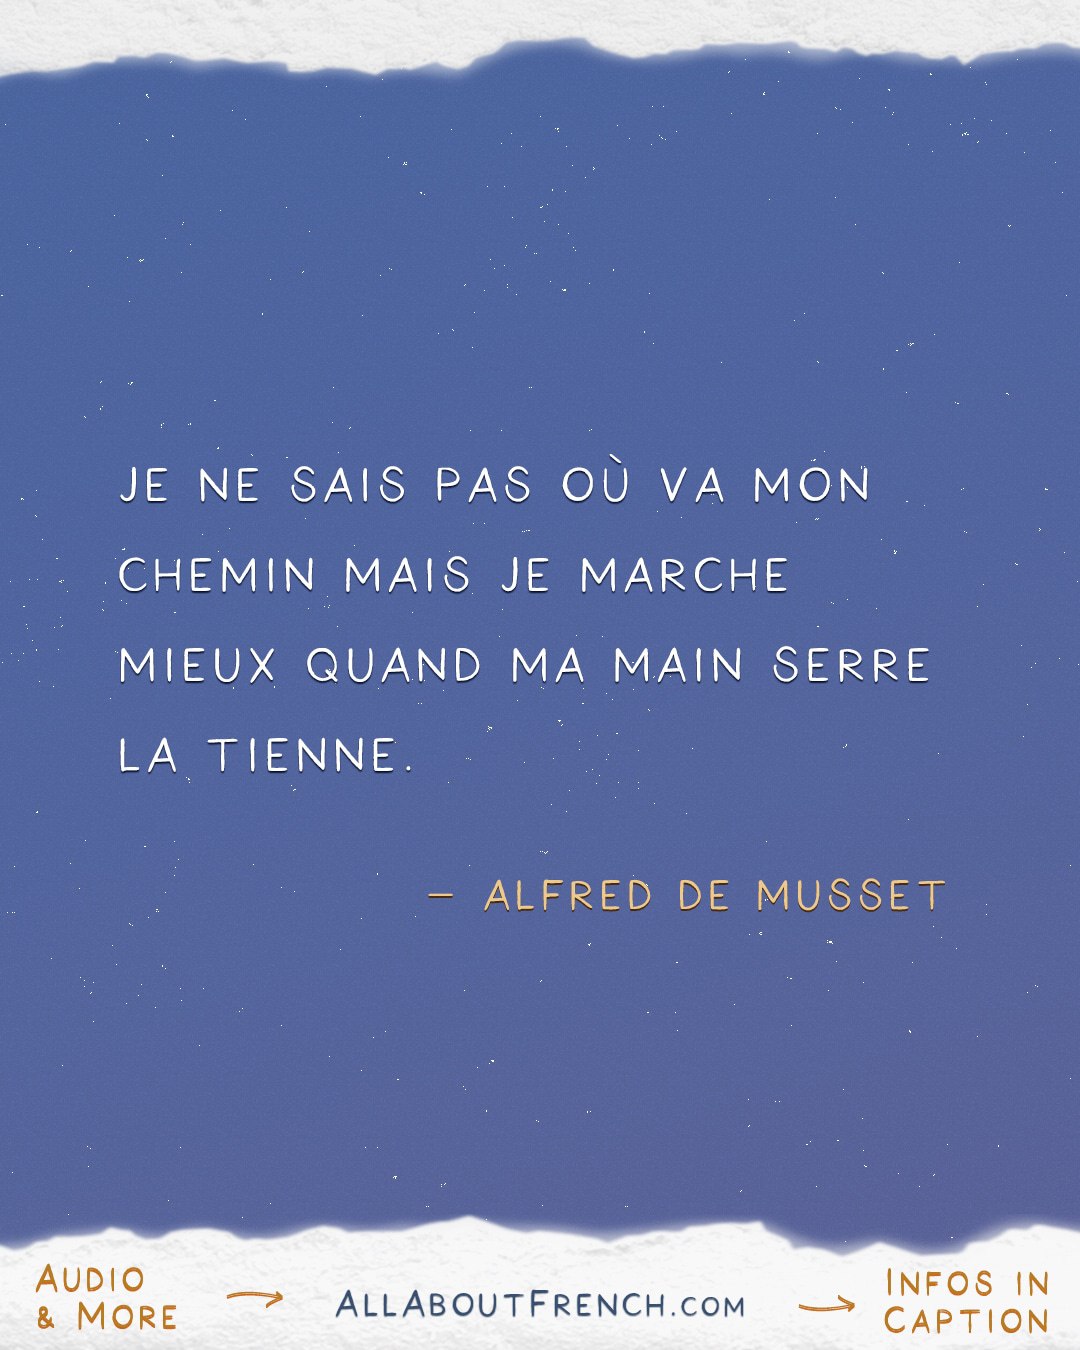 JE NE SAIS PAS OÙ VA MON
CHEMIN MAIS JE MARCHE
MIEUX QUAND MA MAIN SERRE
LA TIENNE.
– ALFRED DE MUSSET
AUDIO
& MORE
ALLABOUTFRENCH.COM
INFOS IN
CAPTION